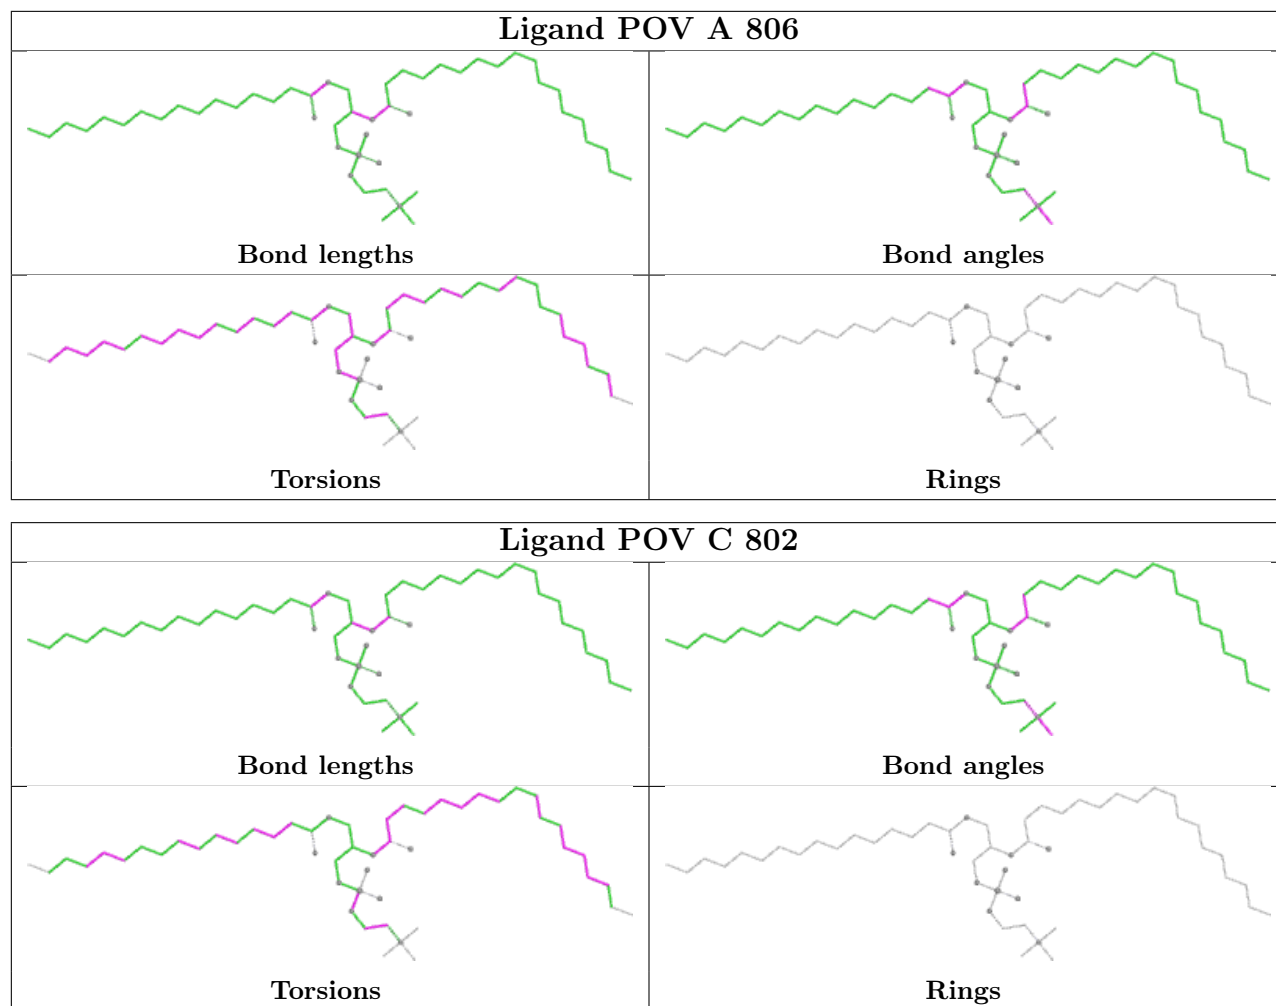 Ligand POV A 806
Bond lengths
Bond angles
Torsions
Rings
Ligand POV C 802
Bond lengths
Bond angles
Torsions
Rings